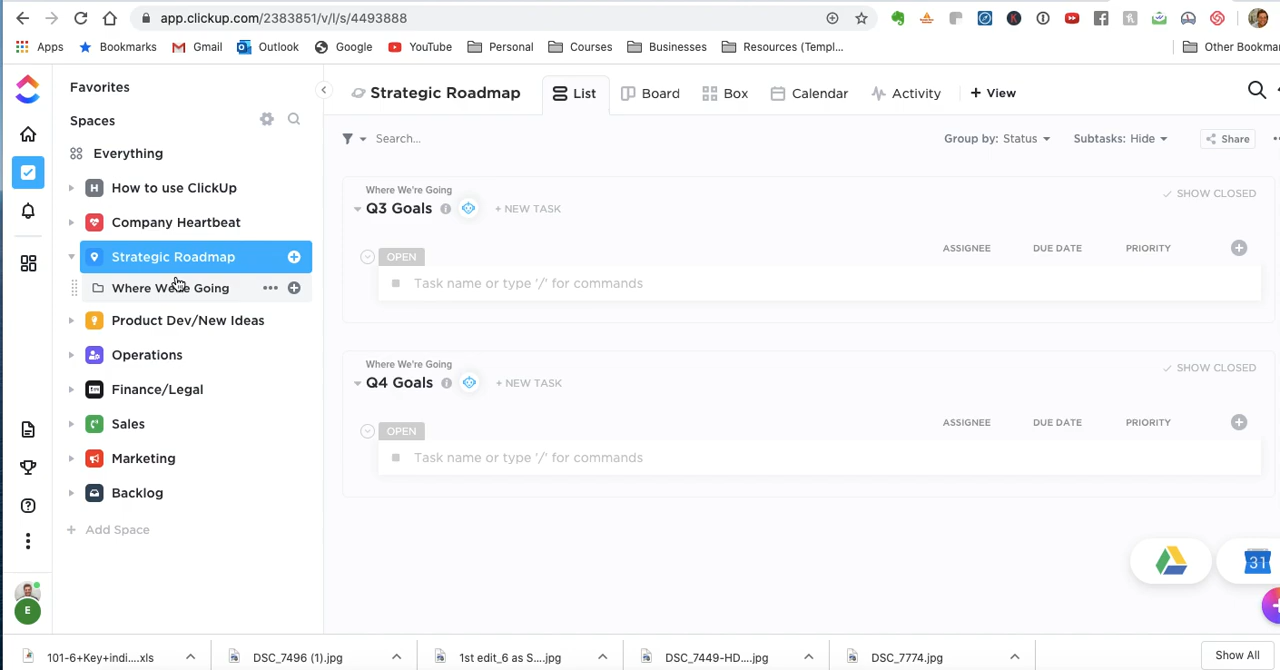 app.clickup.com/2383851/v/l/s/4493888
Apps Bookmarks Gmail Outlook Google YouTube Personal Courses Businesses Resources (Templ... Other Bookmar
Favorites
Spaces
Everything
H How to use ClickUp
Company Heartbeat
Strategic Roadmap
Where We're Going
Product Dev/New Ideas
Operations
Finance/Legal
Sales
Marketing
Backlog
+ Add Space
E
Strategic Roadmap List Board Box Calendar Activity + View
Search... Group by: Status Subtasks: Hide Share
Where We're Going SHOW CLOSED
Q3 Goals + NEW TASK
OPEN ASSIGNEE DUE DATE PRIORITY
Task name or type '/' for commands
Where We're Going SHOW CLOSED
Q4 Goals + NEW TASK
OPEN ASSIGNEE DUE DATE PRIORITY
Task name or type '/' for commands
31
101-6+Key+indi....xls DSC_7496 (1).jpg 1st edit_6 as S....jpg DSC_7449-HD....jpg DSC_7774.jpg Show All